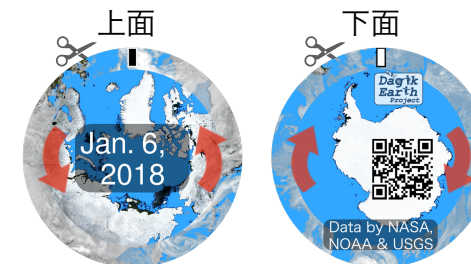 上面
下面
Jan. 6,
2018
Dagik
Earth
Project
Data by NASA,
NOAA & USGS